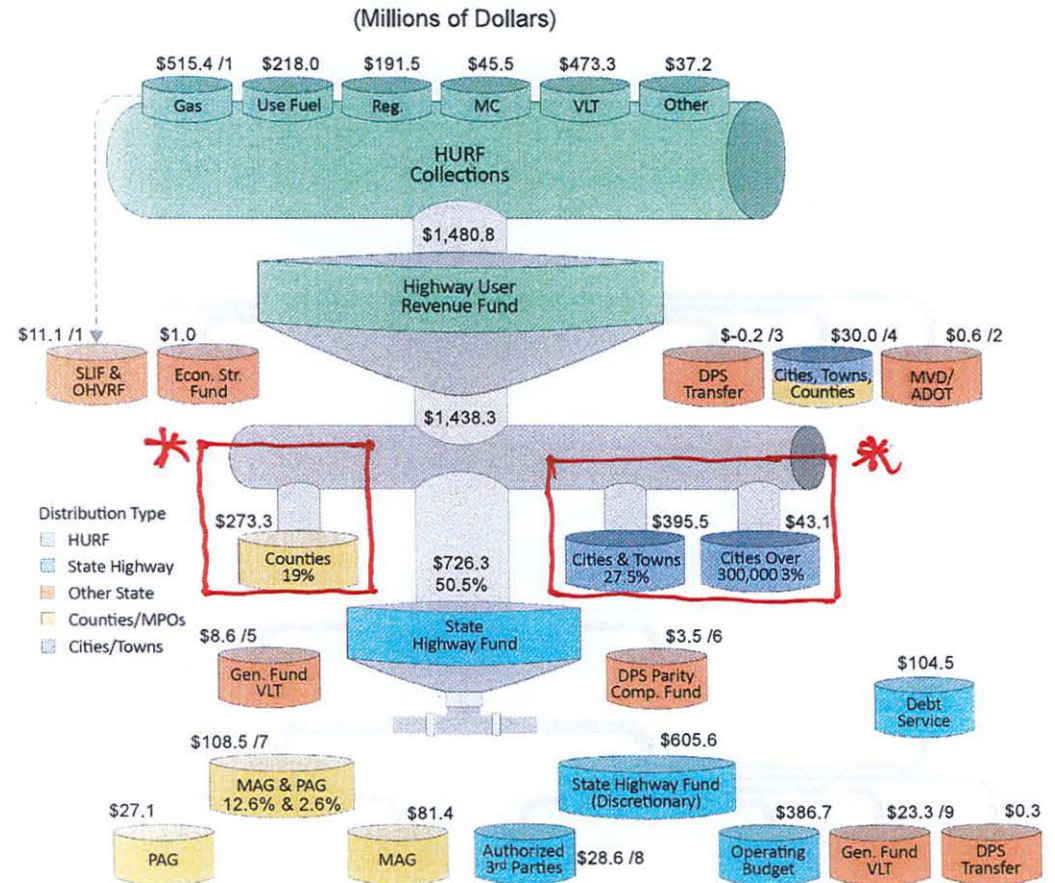 (Millions of Dollars)
$515.4 /1 $218.0 $191.5 $45.5 $473.3 $37.2
Gas Use Fuel Reg. MC VLT Other
HURF
Collections
$1,480.8
Highway User
Revenue Fund
$11.1 /1 $1.0 $-0.2 /3 $30.0 /4 $0.6 /2
SLIF &
OHVRF
Econ. Str.
Fund
DPS
Transfer
Cities, Towns,
Counties
MVD/
ADOT
$1,438.3
Distribution Type
HURF
State Highway
Other State
Counties/MPOs
Cities/Towns
$273.3
Counties
19%
$726.3
50.5%
$395.5
Cities & Towns
27.5%
$43.1
Cities Over
300,000 3%
State
Highway Fund
$8.6 /5
Gen. Fund
VLT
$3.5 /6
DPS Parity
Comp. Fund
$104.5
Debt
Service
$108.5 /7
MAG & PAG
12.6% & 2.6%
$605.6
State Highway Fund
(Discretionary)
$27.1
PAG
$81.4
MAG
Authorized
3rd Parties
$28.6 /8
$386.7
Operating
Budget
$23.3 /9
Gen. Fund
VLT
$0.3
DPS
Transfer